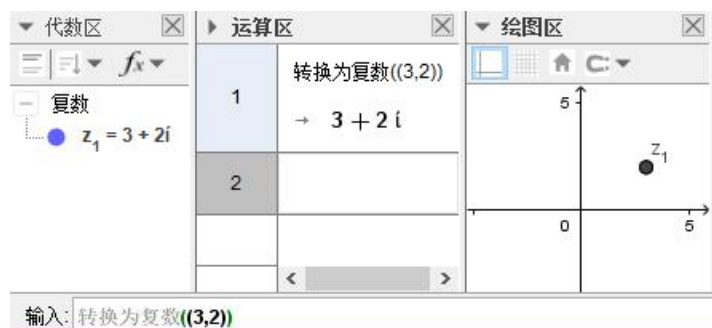 代数区
fx
复数
z₁ = 3 + 2í
运算区
1
转换为复数((3,2))
→ 3 + 2 í
2
绘图区
5
z₁
0
5
输入: 转换为复数((3,2))